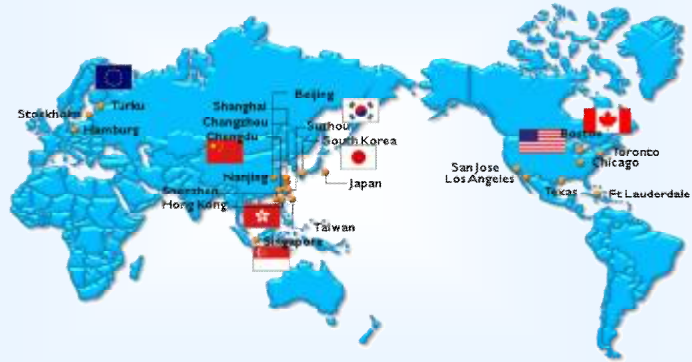 Beijing
Shanghai
Changzhou
Chengdu
Suzhou
South Korea
Nanjing
Japan
Shenzhen
Hong Kong
Taiwan
Singapore
Turku
Stockholm
Hamburg
Boston
Toronto
Chicago
San Jose
Los Angeles
Texas
Ft Lauderdale